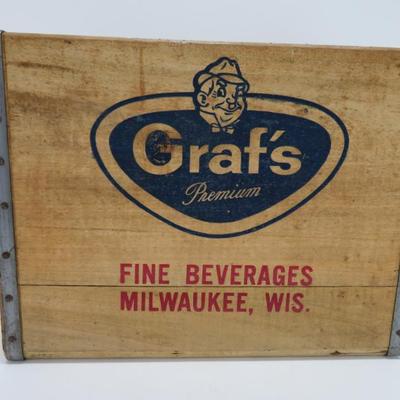 Graf's
Premium
FINE BEVERAGES
MILWAUKEE, WIS.